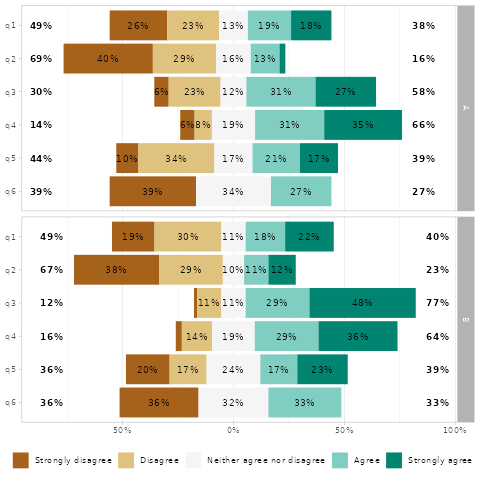 q1 49% 26% 23% 13% 19% 18% 38%
q2 69% 40% 29% 16% 13% 16%
q3 30% 6% 23% 12% 31% 27% 58%
q4 14% 6% 8% 19% 31% 35% 66%
q5 44% 10% 34% 17% 21% 17% 39%
q6 39% 39% 34% 27% 27%
A
q1 49% 19% 30% 11% 18% 22% 40%
q2 67% 38% 29% 10% 11% 12% 23%
q3 12% 11% 11% 29% 48% 77%
q4 16% 14% 19% 29% 36% 64%
q5 36% 20% 17% 24% 17% 23% 39%
q6 36% 36% 32% 33% 33%
B
50% 0% 50% 100%
Strongly disagree Disagree Neither agree nor disagree Agree Strongly agree